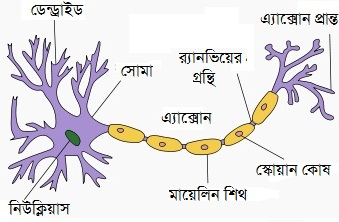 ডেনড্রাইড
এ্যাক্সোন প্রান্ত
সোমা
র‍্যানভিয়ের
গ্রন্থি
এ্যাক্সোন
স্কোয়ান কোষ
মায়েলিন শিথ
নিউক্লিয়াস